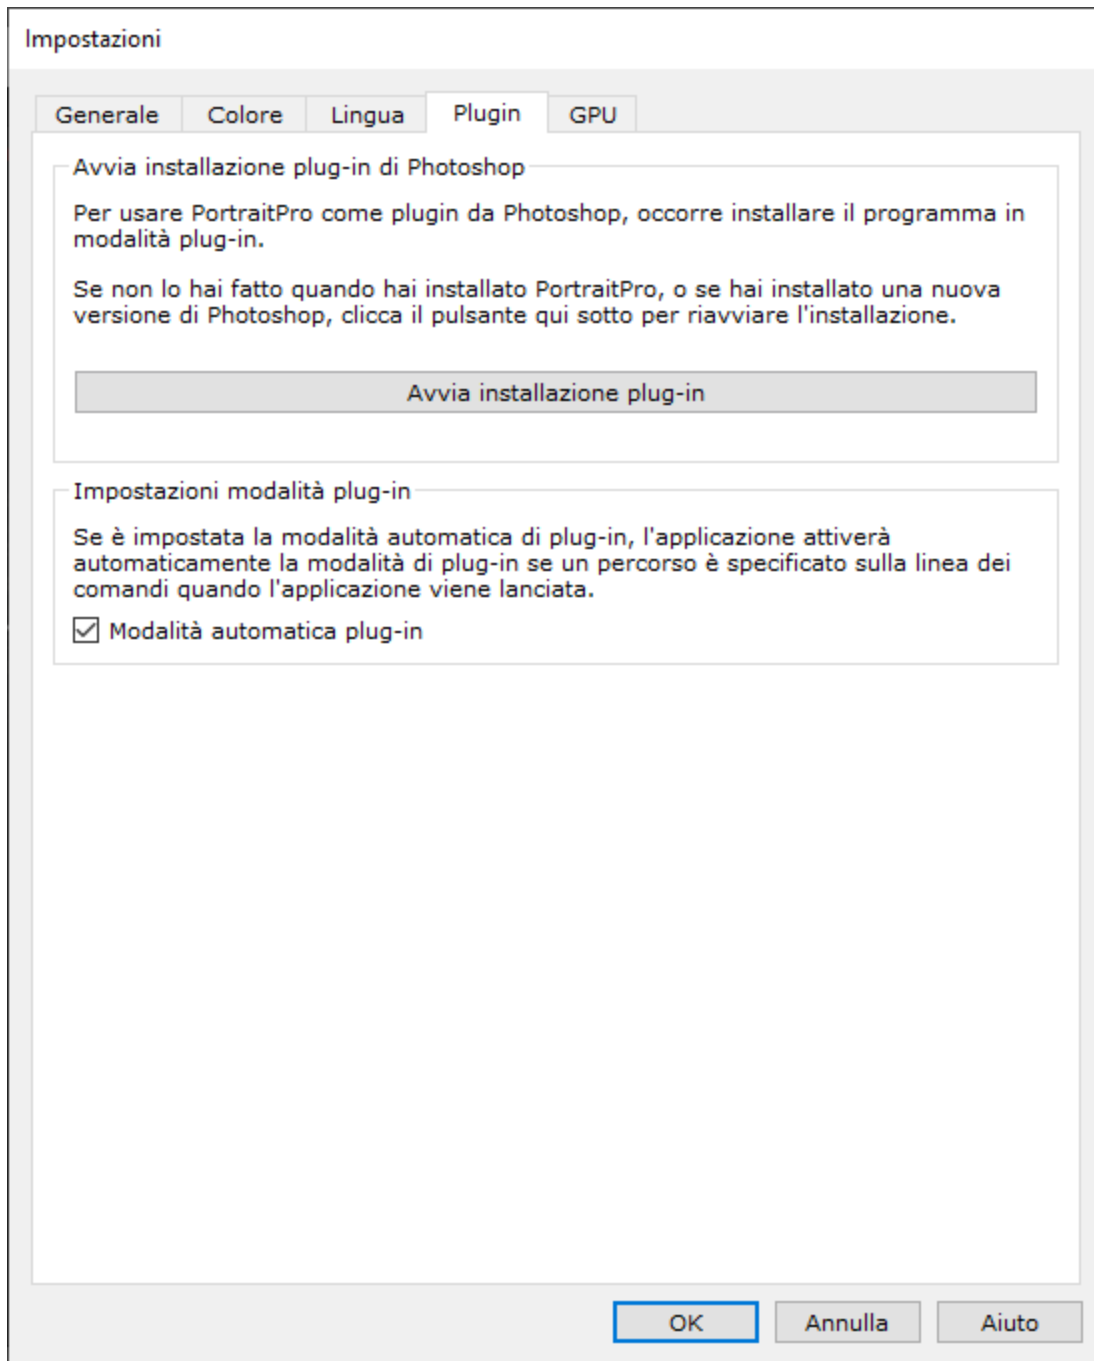 Impostazioni
Generale
Colore
Lingua
Plugin
GPU
Avvia installazione plug-in di Photoshop
Per usare PortraitPro come plugin da Photoshop, occorre installare il programma in
modalità plug-in.
Se non lo hai fatto quando hai installato PortraitPro, o se hai installato una nuova
versione di Photoshop, clicca il pulsante qui sotto per riavviare l'installazione.
Avvia installazione plug-in
Impostazioni modalità plug-in
Se è impostata la modalità automatica di plug-in, l'applicazione attiverà
automaticamente la modalità di plug-in se un percorso è specificato sulla linea dei
comandi quando l'applicazione viene lanciata.
Modalità automatica plug-in
OK
Annulla
Aiuto